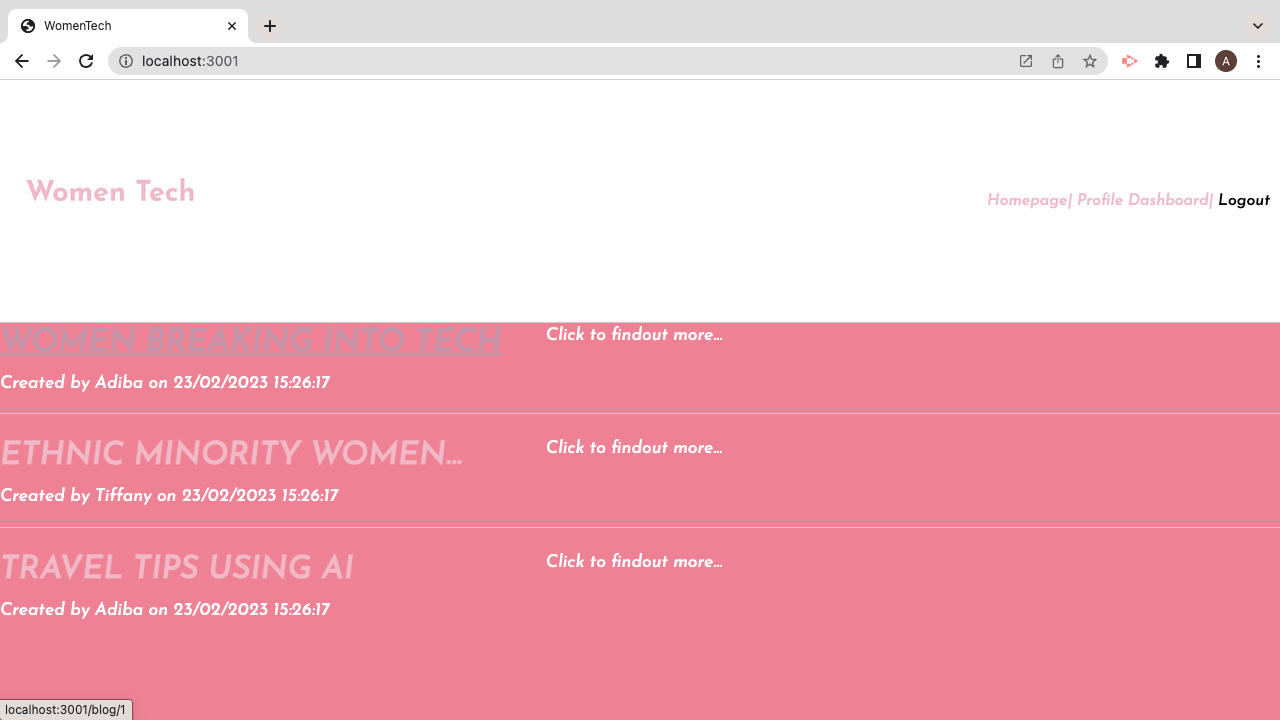 WomenTech
localhost:3001
A
Women Tech
Homepage| Profile Dashboard| Logout
WOMEN BREAKING INTO TECH
Click to findout more...
Created by Adiba on 23/02/2023 15:26:17
ETHNIC MINORITY WOMEN...
Click to findout more...
Created by Tiffany on 23/02/2023 15:26:17
TRAVEL TIPS USING AI
Click to findout more...
Created by Adiba on 23/02/2023 15:26:17
localhost:3001/blog/1